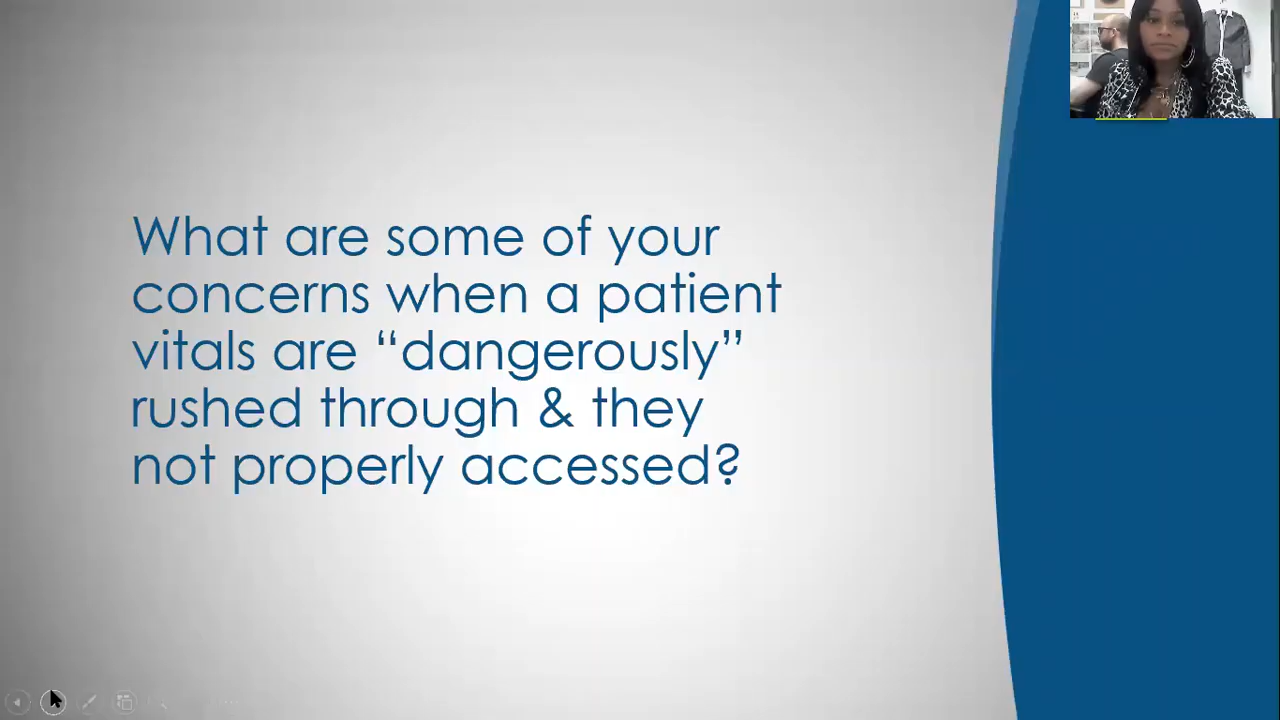 What are some of your
concerns when a patient
vitals are “dangerously”
rushed through & they
not properly accessed?